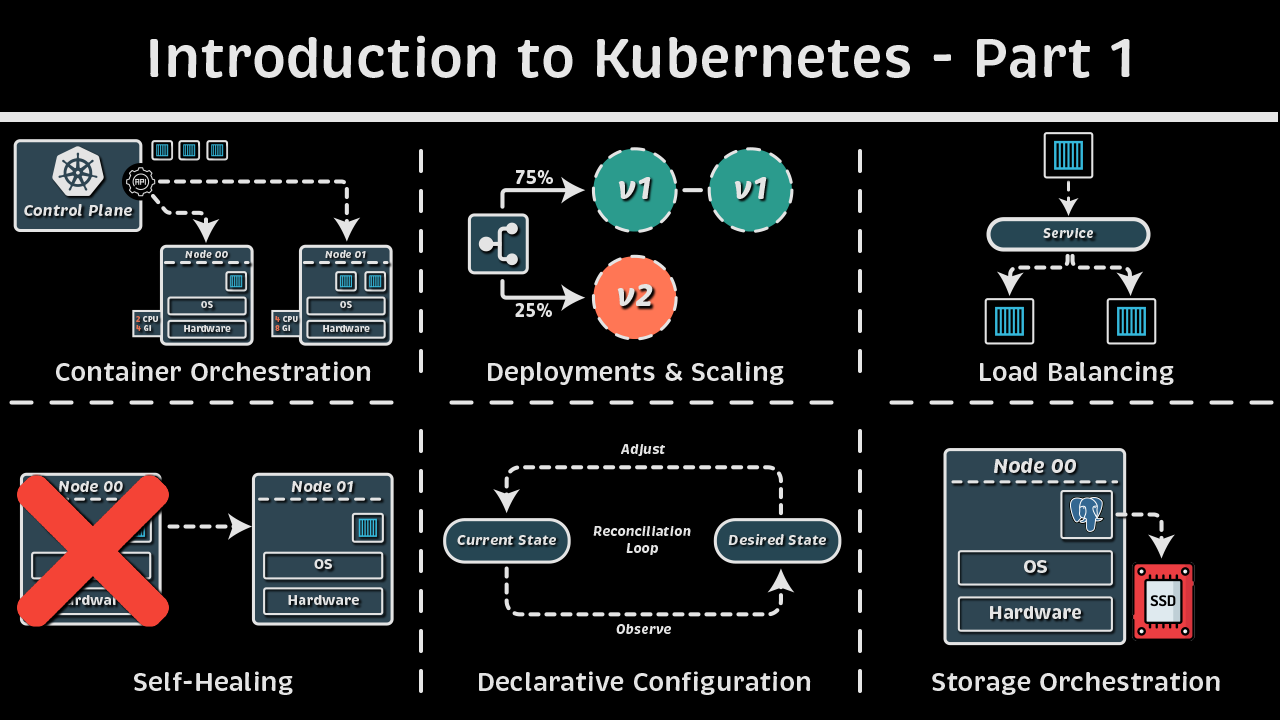 Introduction to Kubernetes - Part 1
API
Control Plane
Node 00
OS
Hardware
2 CPU
4 GI
Node 01
OS
Hardware
4 CPU
8 GI
Container Orchestration
75%
v1
v1
v2
25%
Deployments & Scaling
Service
Load Balancing
Node 00
rdwar
Node 01
OS
Hardware
Self-Healing
Adjust
Current State
Reconciliation
Loop
Desired State
Observe
Declarative Configuration
Node 00
OS
Hardware
SSD
Storage Orchestration